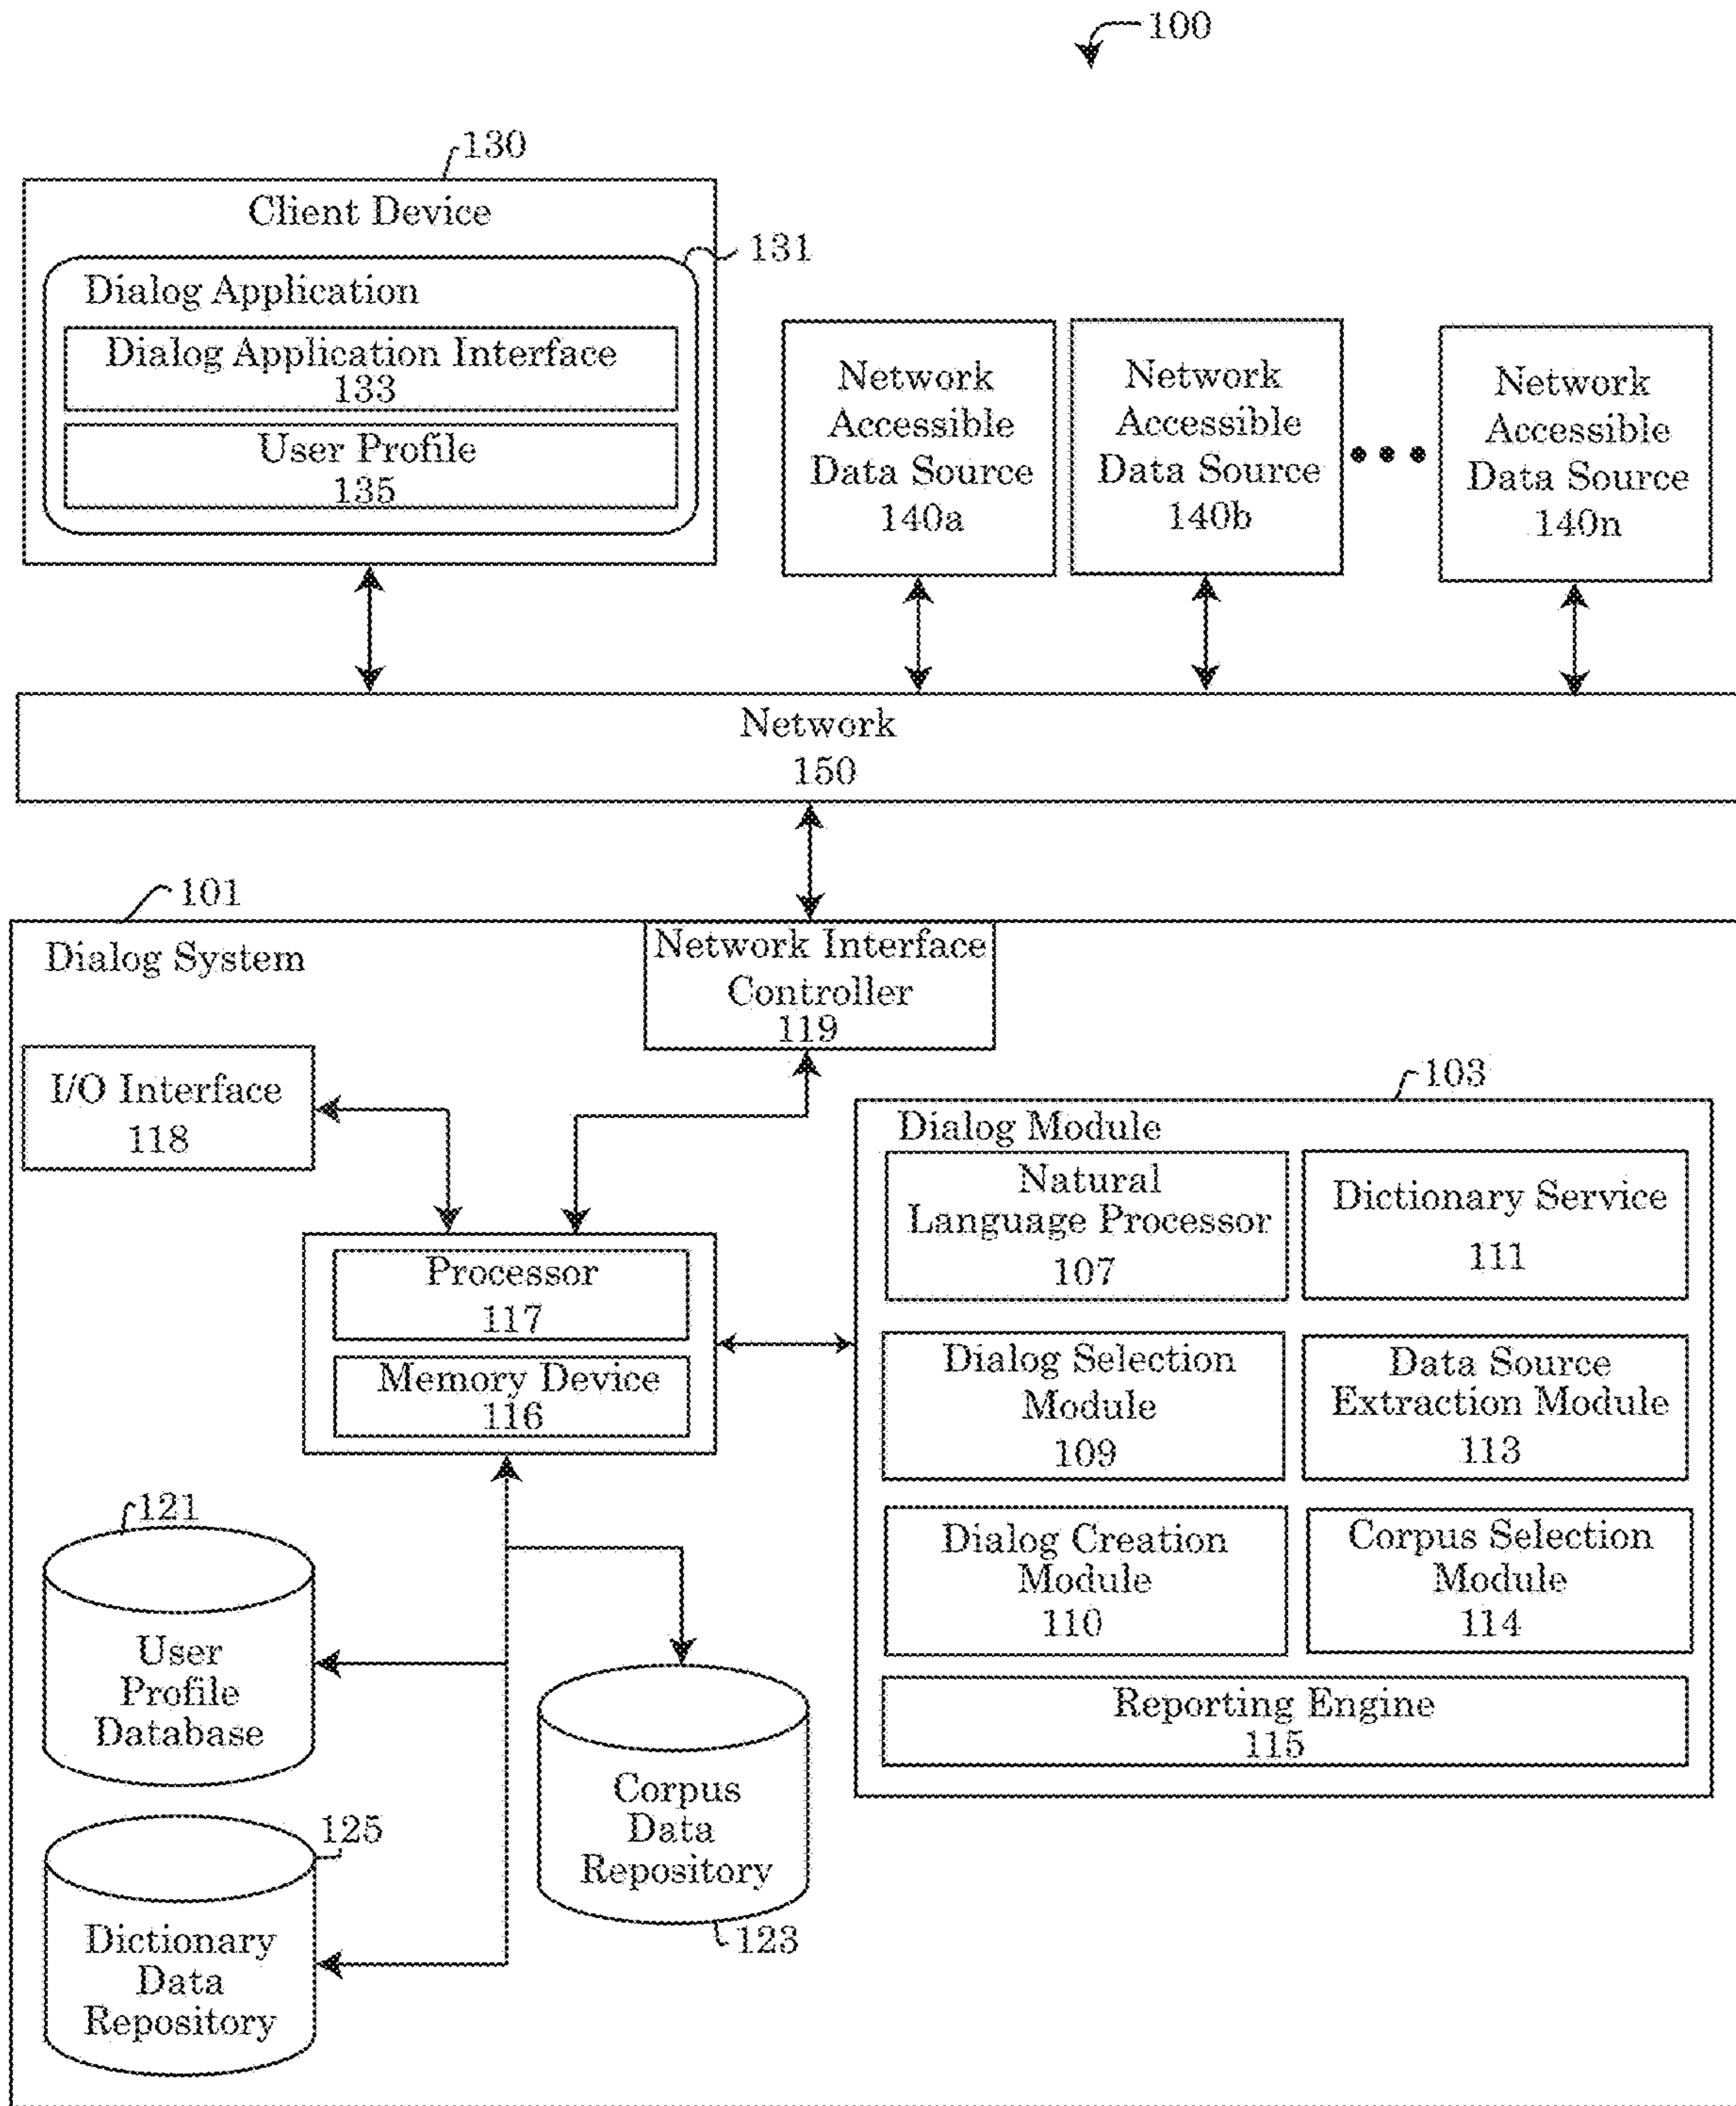 100
130
Client Device
131
Dialog Application
Dialog Application Interface
133
User Profile
135
Network
Accessible
Data Source
140a
Network
Accessible
Data Source
140b
Network
Accessible
Data Source
140n
Network
150
101
Dialog System
Network Interface
Controller
119
I/O Interface
118
103
Dialog Module
Natural
Language Processor
107
Dictionary Service
111
Processor
117
Memory Device
116
Dialog Selection
Module
109
Data Source
Extraction Module
113
Dialog Creation
Module
110
Corpus Selection
Module
114
Reporting Engine
115
121
User
Profile
Database
Corpus
Data
Repository
123
125
Dictionary
Data
Repository